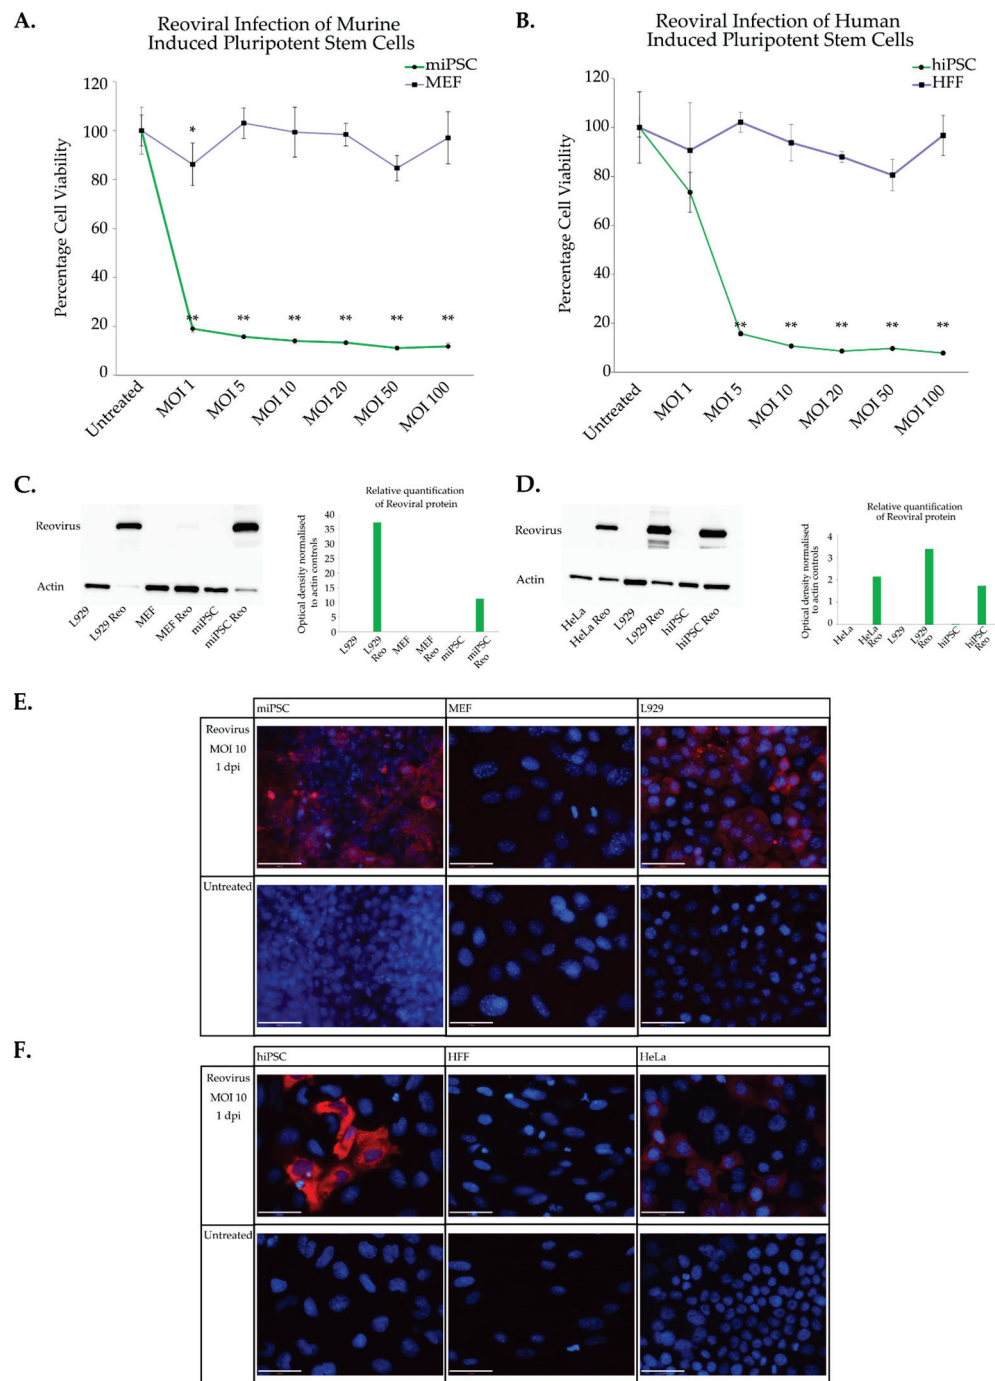 A.
Reoviral Infection of Murine
Induced Pluripotent Stem Cells
miPSC
MEF
Percentage Cell Viability
120
100
80
60
40
20
0
*
** ** ** ** ** **
Untreated
MOI 1
MOI 5
MOI 10
MOI 20
MOI 50
MOI 100
B.
Reoviral Infection of Human
Induced Pluripotent Stem Cells
hiPSC
HFF
Percentage Cell Viability
120
100
80
60
40
20
0
** ** ** ** **
Untreated
MOI 1
MOI 5
MOI 10
MOI 20
MOI 50
MOI 100
C.
Reovirus
Actin
L929
L929 Reo
MEF
MEF Reo
miPSC
miPSC Reo
Relative quantification
of Reoviral protein
Optical density normalised
to actin controls
40
35
30
25
20
15
10
5
0
L929
L929
Reo
MEF
MEF
Reo
miPSC
miPSC
Reo
D.
Reovirus
Actin
HeLa
HeLa Reo
L929
L929 Reo
hiPSC
hiPSC Reo
Relative quantification
of Reoviral protein
Optical density normalised
to actin controls
4
3
2
2
0
HeLa
HeLa
Reo
L929
L929
Reo
hiPSC
hiPSC
Reo
E.
miPSC
MEF
L929
Reovirus
MOI 10
1 dpi
Untreated
F.
hiPSC
HFF
HeLa
Reovirus
MOI 10
1 dpi
Untreated